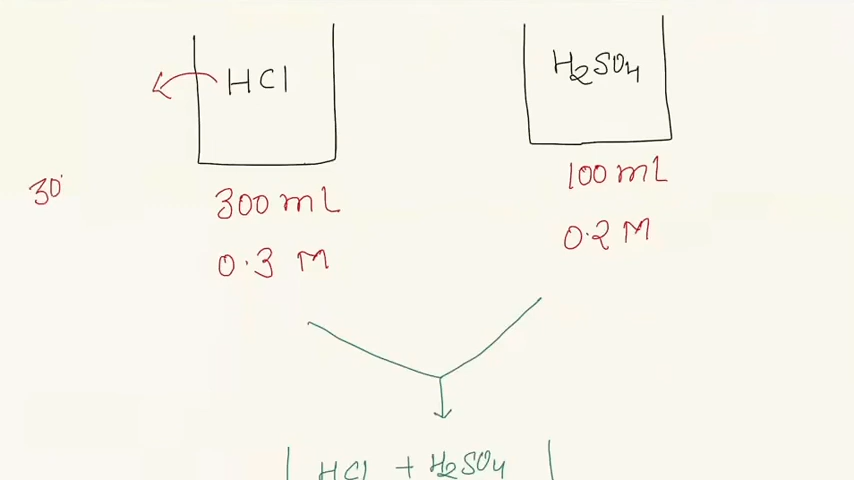 HCl
H₂SO₄
30
300 mL
100 mL
0.3 M
0.2 M
HCl + H₂SO₄